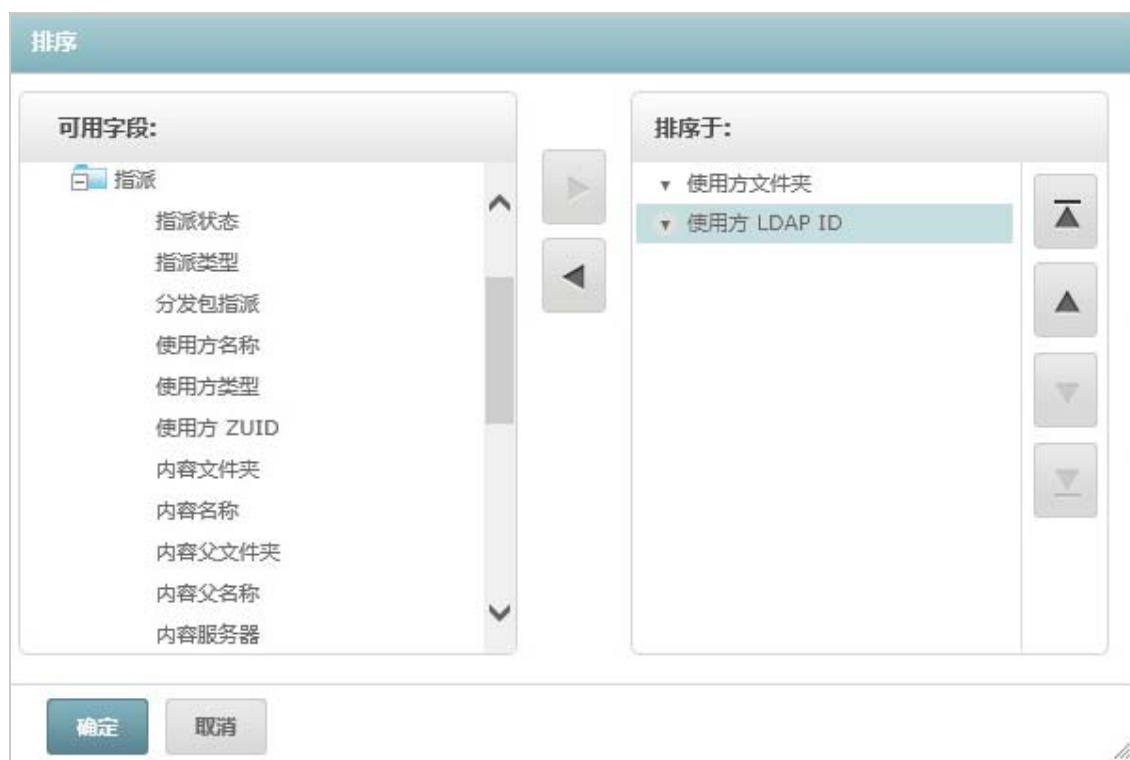 排序
可用字段:
指派
指派状态
指派类型
分发包指派
使用方名称
使用方类型
使用方 ZUID
内容文件夹
内容名称
内容父文件夹
内容父名称
内容服务器
排序于:
使用方文件夹
使用方 LDAP ID
确定
取消